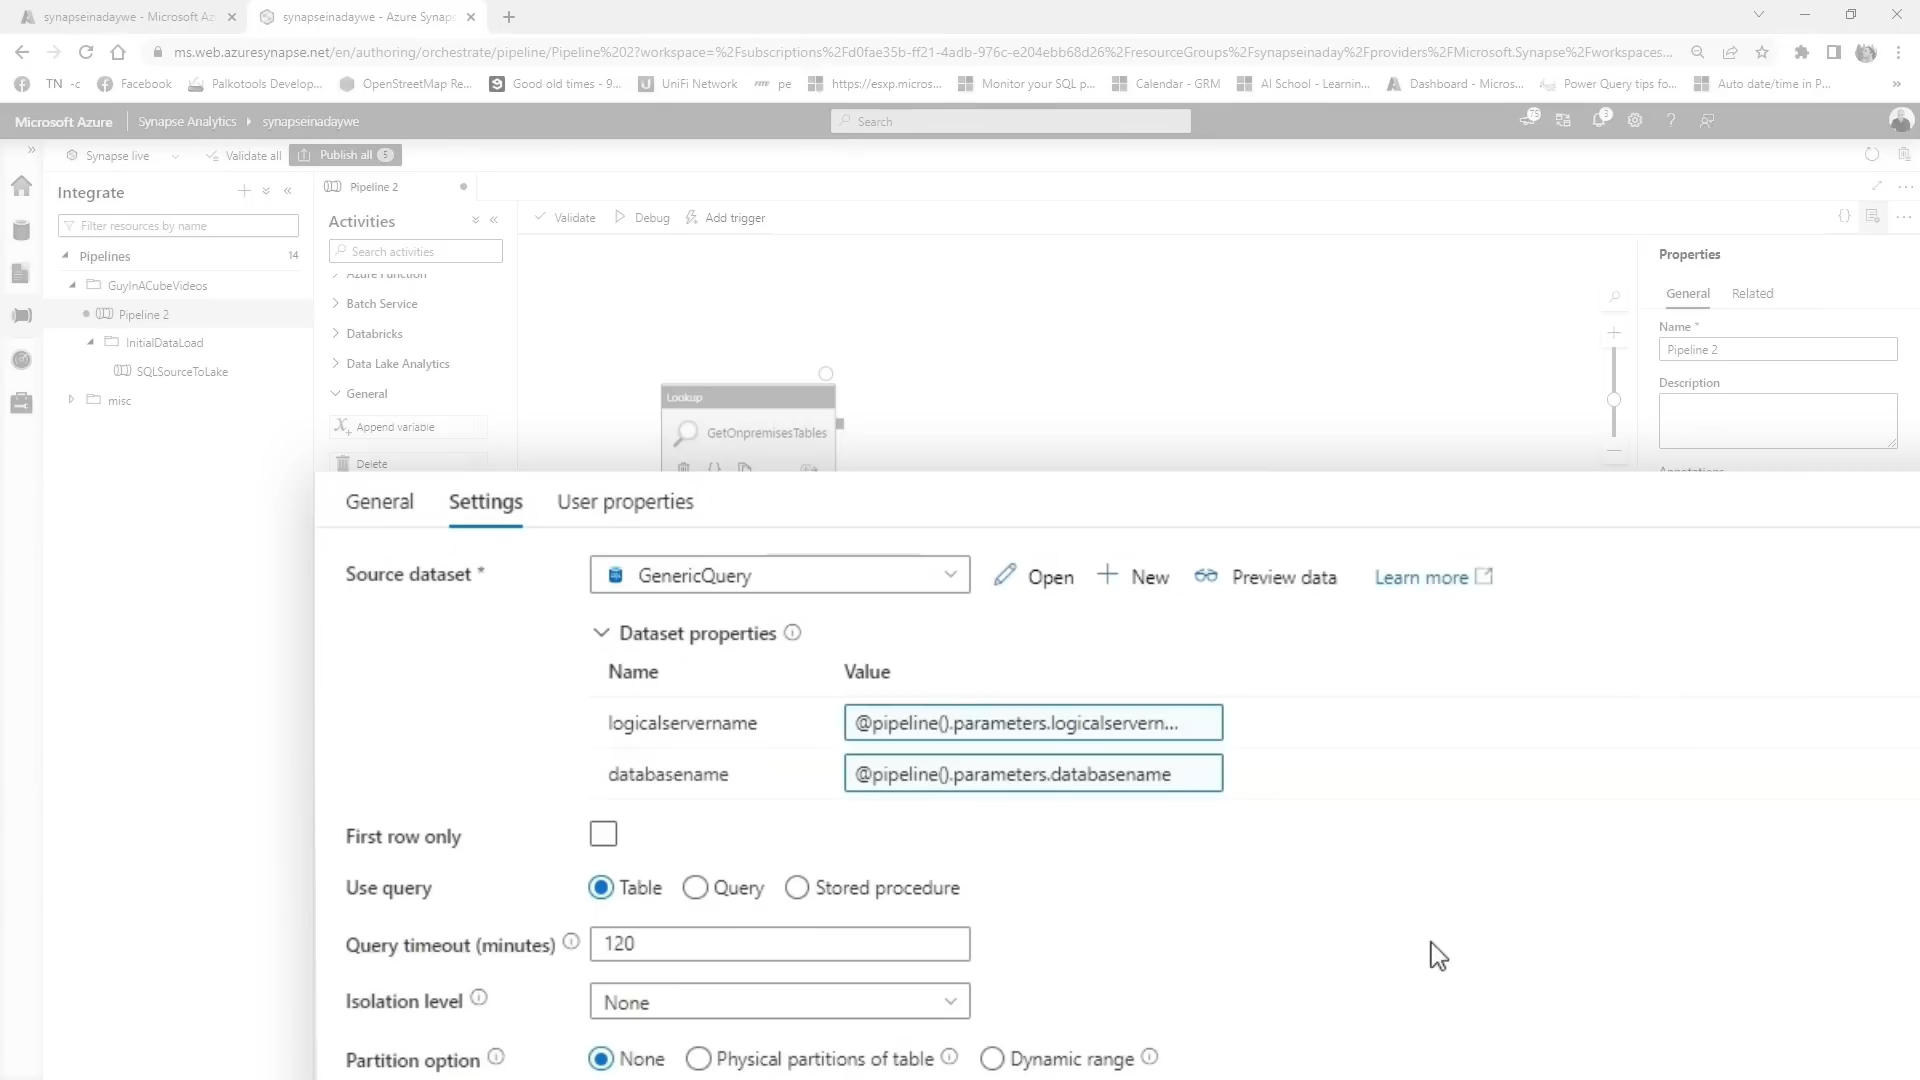 synapseinadaywe - Microsoft Az
synapseinadaywe - Azure Synaps
ms.web.azuresynapse.net/en/authoring/orchestrate/pipeline/Pipeline%202?workspace=%2Fsubscriptions%2Fd0fae35b-ff21-4adb-976c-e204ebb68d26%2FresourceGroups%2Fsynapseinaday%2Fproviders%2FMicrosoft.Synapse%2Fworkspaces...
TN -c
Facebook
Palkotools Develop...
OpenStreetMap Re...
Good old times - 9...
UniFi Network
pe
https://esxp.micros...
Monitor your SQL p...
Calendar - GRM
AI School - Learnin...
Dashboard - Micros...
Power Query tips fo...
Auto date/time in P...
Microsoft Azure
Synapse Analytics
synapseinadaywe
Search
75
3
Synapse live
Validate all
Publish all 5
Integrate
Filter resources by name
Pipelines 14
GuyInACubeVideos
Pipeline 2
InitialDataLoad
SQLSourceToLake
misc
Pipeline 2
Activities
Search activities
Azure Function
Batch Service
Databricks
Data Lake Analytics
General
Append variable
Delete
Validate
Debug
Add trigger
Lookup
GetOnpremisesTables
Properties
General
Related
Name *
Pipeline 2
Description
Annotations
General
Settings
User properties
Source dataset *
GenericQuery
Open
New
Preview data
Learn more
Dataset properties
Name Value
logicalservername @pipeline().parameters.logicalservern...
databasename @pipeline().parameters.databasename
First row only
Use query Table Query Stored procedure
Query timeout (minutes) 120
Isolation level None
Partition option None Physical partitions of table Dynamic range